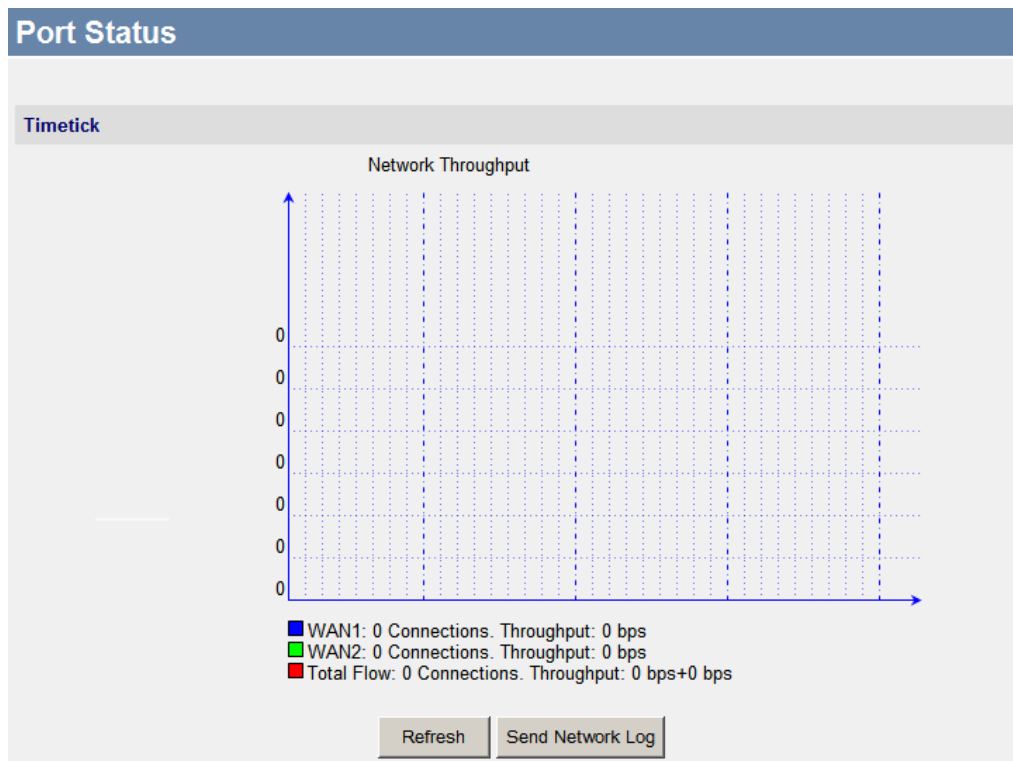 Port Status
Timetick
Network Throughput
0
0
0
0
0
0
0
WAN1: 0 Connections. Throughput: 0 bps
WAN2: 0 Connections. Throughput: 0 bps
Total Flow: 0 Connections. Throughput: 0 bps+0 bps
Refresh Send Network Log